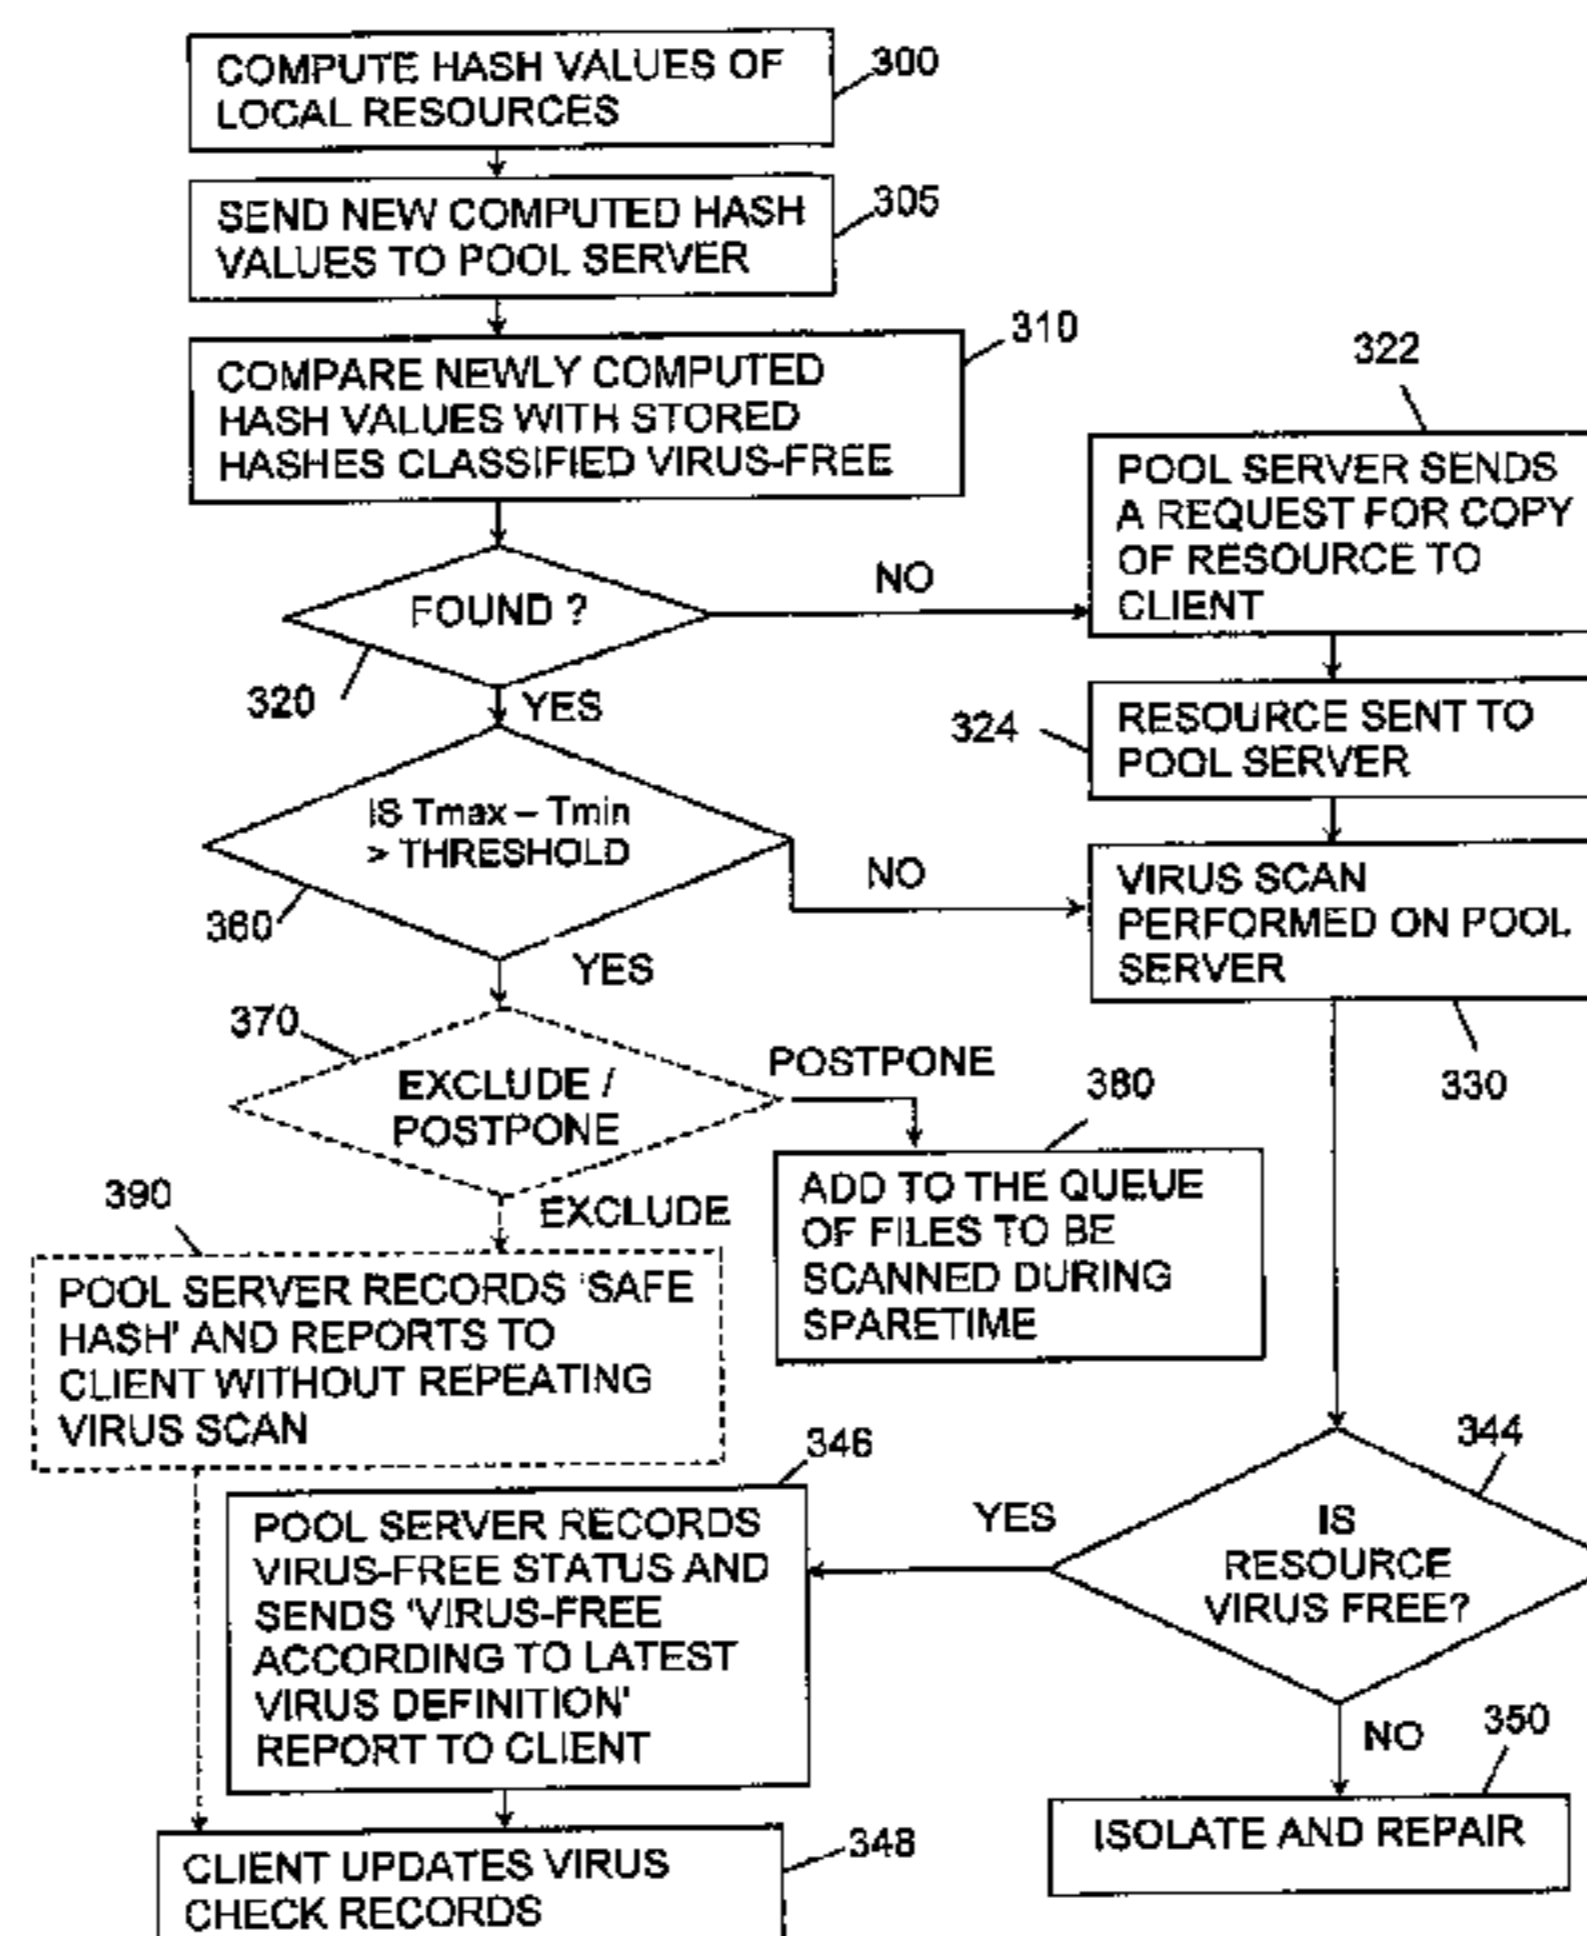 COMPUTE HASH VALUES OF
LOCAL RESOURCES
300
SEND NEW COMPUTED HASH
VALUES TO POOL SERVER
305
COMPARE NEWLY COMPUTED
HASH VALUES WITH STORED
HASHES CLASSIFIED VIRUS-FREE
310
322
POOL SERVER SENDS
A REQUEST FOR COPY
OF RESOURCE TO
CLIENT
FOUND ?
NO
320
YES
324
RESOURCE SENT TO
POOL SERVER
IS Tmax – Tmin
> THRESHOLD
NO
360
YES
VIRUS SCAN
PERFORMED ON POOL
SERVER
330
370
EXCLUDE /
POSTPONE
POSTPONE
380
ADD TO THE QUEUE
OF FILES TO BE
SCANNED DURING
SPARETIME
EXCLUDE
390
POOL SERVER RECORDS 'SAFE
HASH' AND REPORTS TO
CLIENT WITHOUT REPEATING
VIRUS SCAN
346
POOL SERVER RECORDS
VIRUS-FREE STATUS AND
SENDS 'VIRUS-FREE
ACCORDING TO LATEST
VIRUS DEFINITION'
REPORT TO CLIENT
YES
344
IS
RESOURCE
VIRUS FREE?
NO
350
ISOLATE AND REPAIR
CLIENT UPDATES VIRUS
CHECK RECORDS
348